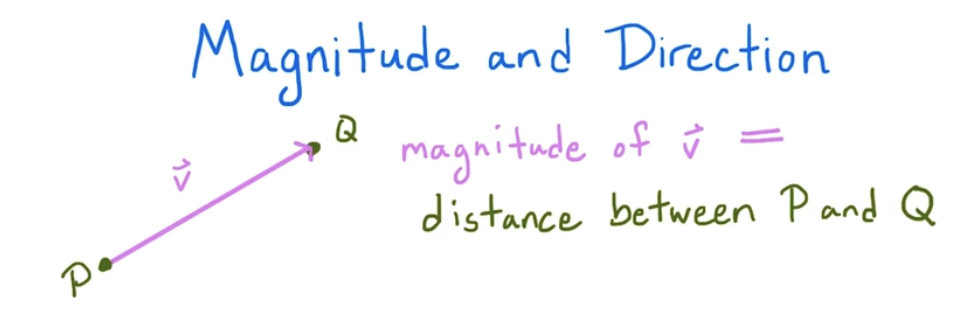 Magnitude and Direction
Q
magnitude of v⃗ =
v⃗
distance between P and Q
P